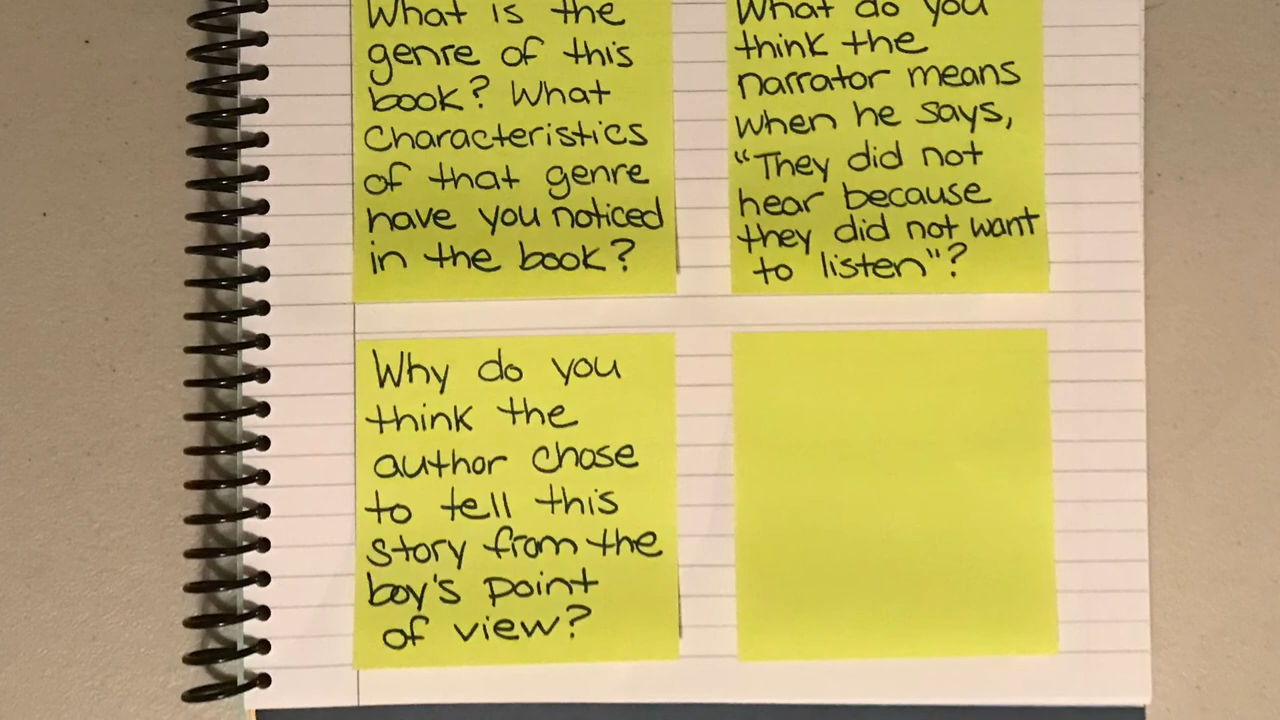 What is the
genre of this
book? What
characteristics
of that genre
have you noticed
in the book?
What do you
think the
narrator means
when he says,
"They did not
hear because
they did not want
to listen"?
Why do you
think the
author chose
to tell this
story from the
boy's point
of view?